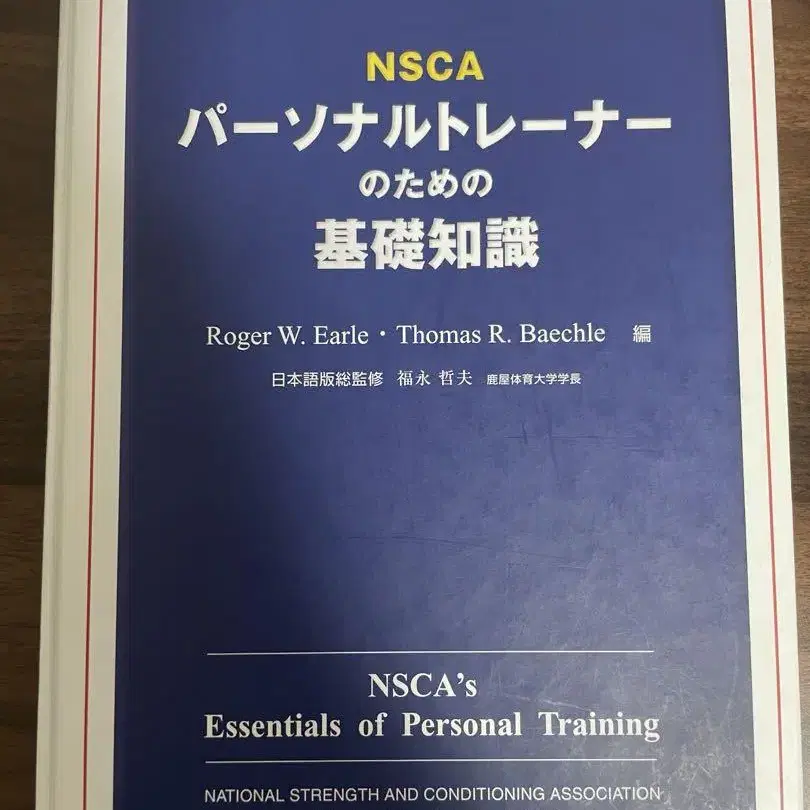 NSCA
パーソナルトレーナー
のための
基礎知識
Roger W. Earle・Thomas R. Baechle 編
日本語版総監修 福永 哲夫 鹿屋体育大学学長
NSCA's
Essentials of Personal Training
NATIONAL STRENGTH AND CONDITIONING ASSOCIATION